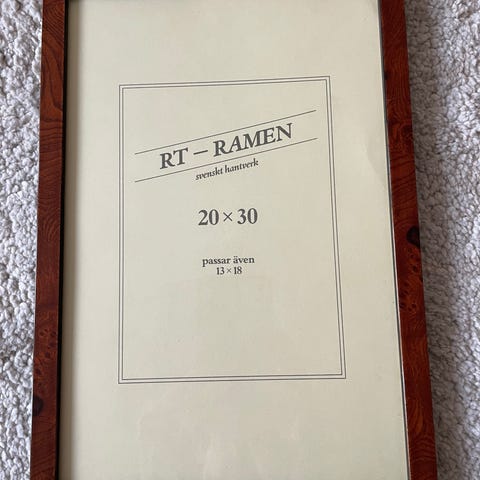 RT – RAMEN
svenskt hantverk
20 × 30
passar även
13 × 18